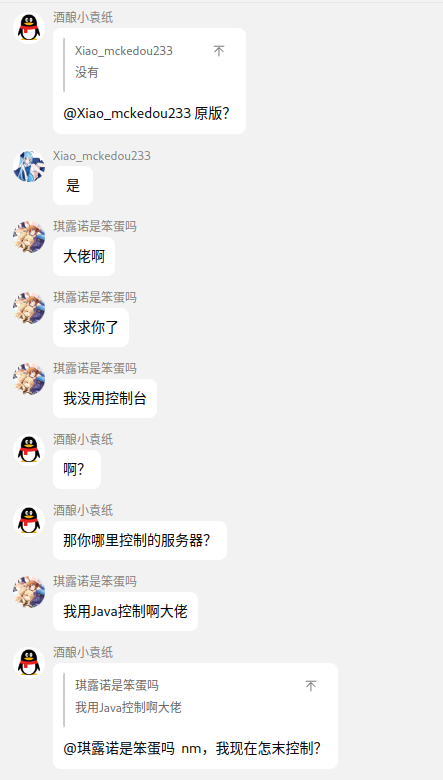 酒酿小袁纸
Xiao_mckedou233
没有
@Xiao_mckedou233 原版？
Xiao_mckedou233
是
琪露诺是笨蛋吗
大佬啊
琪露诺是笨蛋吗
求求你了
琪露诺是笨蛋吗
我没用控制台
酒酿小袁纸
啊？
酒酿小袁纸
那你哪里控制的服务器？
琪露诺是笨蛋吗
我用Java控制啊大佬
酒酿小袁纸
琪露诺是笨蛋吗
我用Java控制啊大佬
@琪露诺是笨蛋吗 nm，我现在怎末控制？